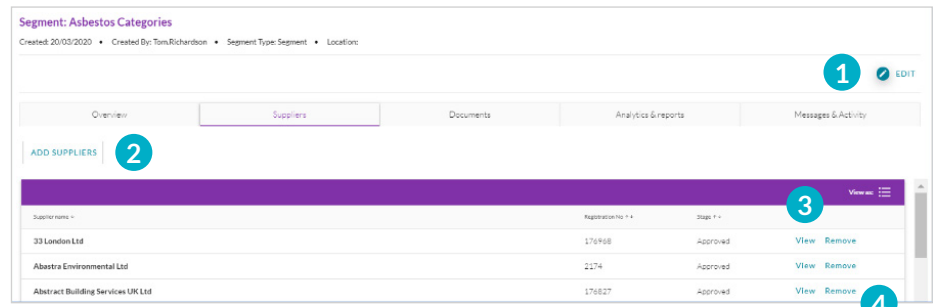 Segment: Asbestos Categories
Created: 20/03/2020 • Created By: Tom.Richardson • Segment Type: Segment • Location:
1 EDIT
Overview Suppliers Documents Analytics & reports Messages & Activity
ADD SUPPLIERS 2
View as:
3
Supplier name Registration No Stage
33 London Ltd 176968 Approved View Remove
Abastra Environmental Ltd 2174 Approved View Remove
Abstract Building Services UK Ltd 176827 Approved View Remove
4